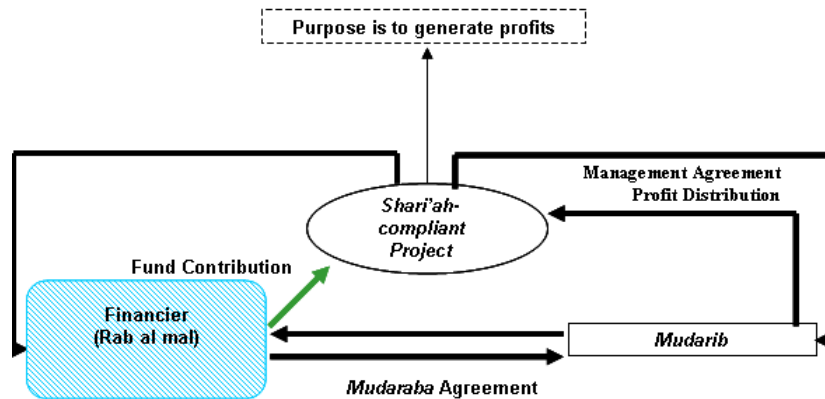 Purpose is to generate profits
Management Agreement
Profit Distribution
Shari'ah-
compliant
Project
Fund Contribution
Financier
(Rab al mal)
Mudarib
Mudaraba Agreement